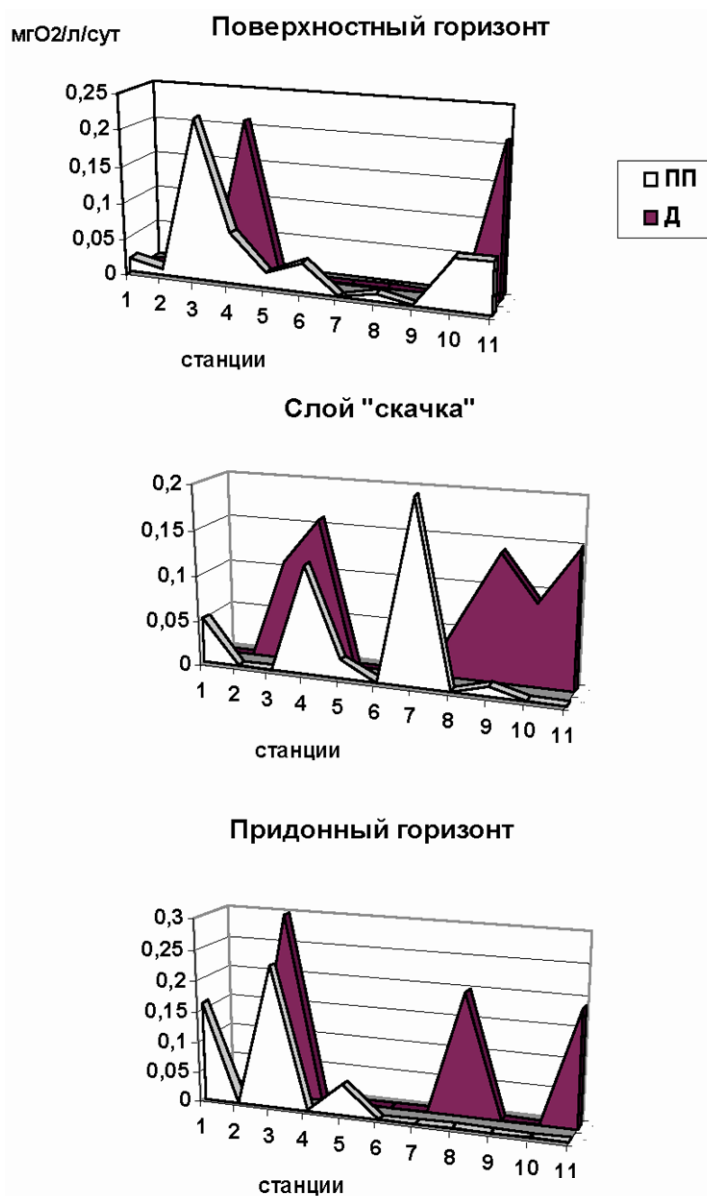 Поверхностный горизонт
мгО2/л/сут
0,25
0,2
0,15
0,1
0,05
0
1 2 3 4 5 6 7 8 9 10 11
станции
ПП
Д
Слой "скачка"
0,2
0,15
0,1
0,05
0
1 2 3 4 5 6 7 8 9 10 11
станции
Придонный горизонт
0,3
0,25
0,2
0,15
0,1
0,05
0
1 2 3 4 5 6 7 8 9 10 11
станции